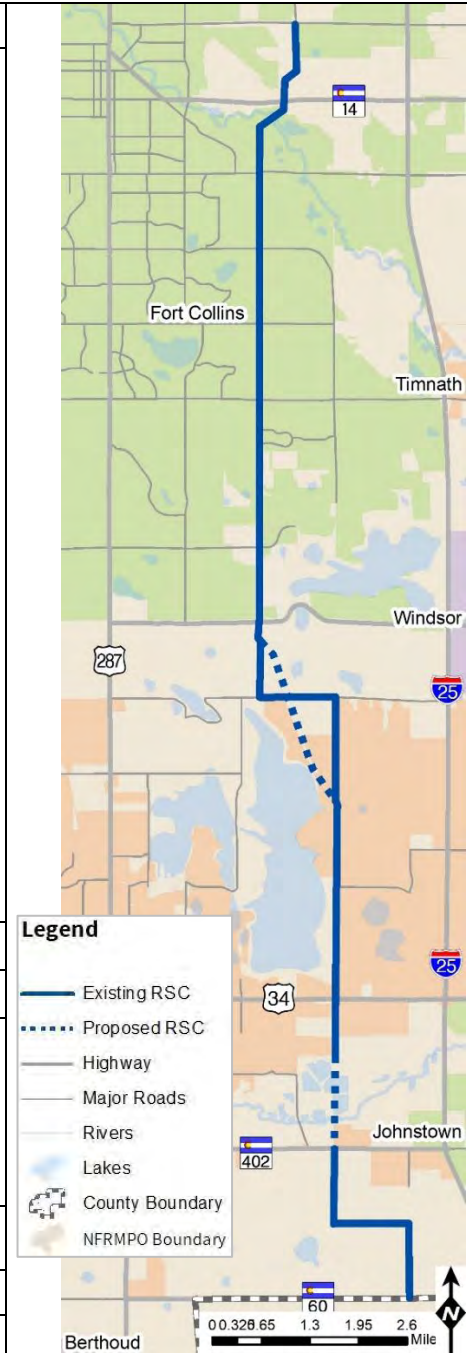 14
Fort Collins
Timnath
Windsor
287
25
Legend
Existing RSC
Proposed RSC
Highway
Major Roads
Rivers
Lakes
County Boundary
NFRMPO Boundary
25
34
Johnstown
402
60
Berthoud
0 0.325 0.65 1.3 1.95 2.6
Mile
N